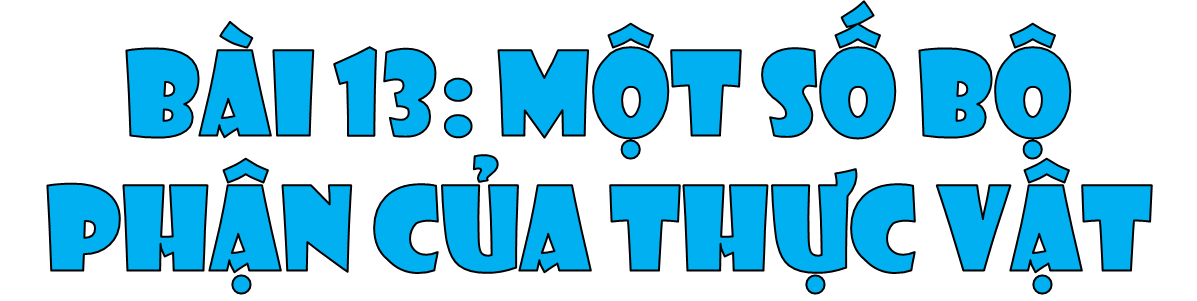 BÀI 13: MỘT SỐ BỘ
PHẬN CỦA THỰC VẬT